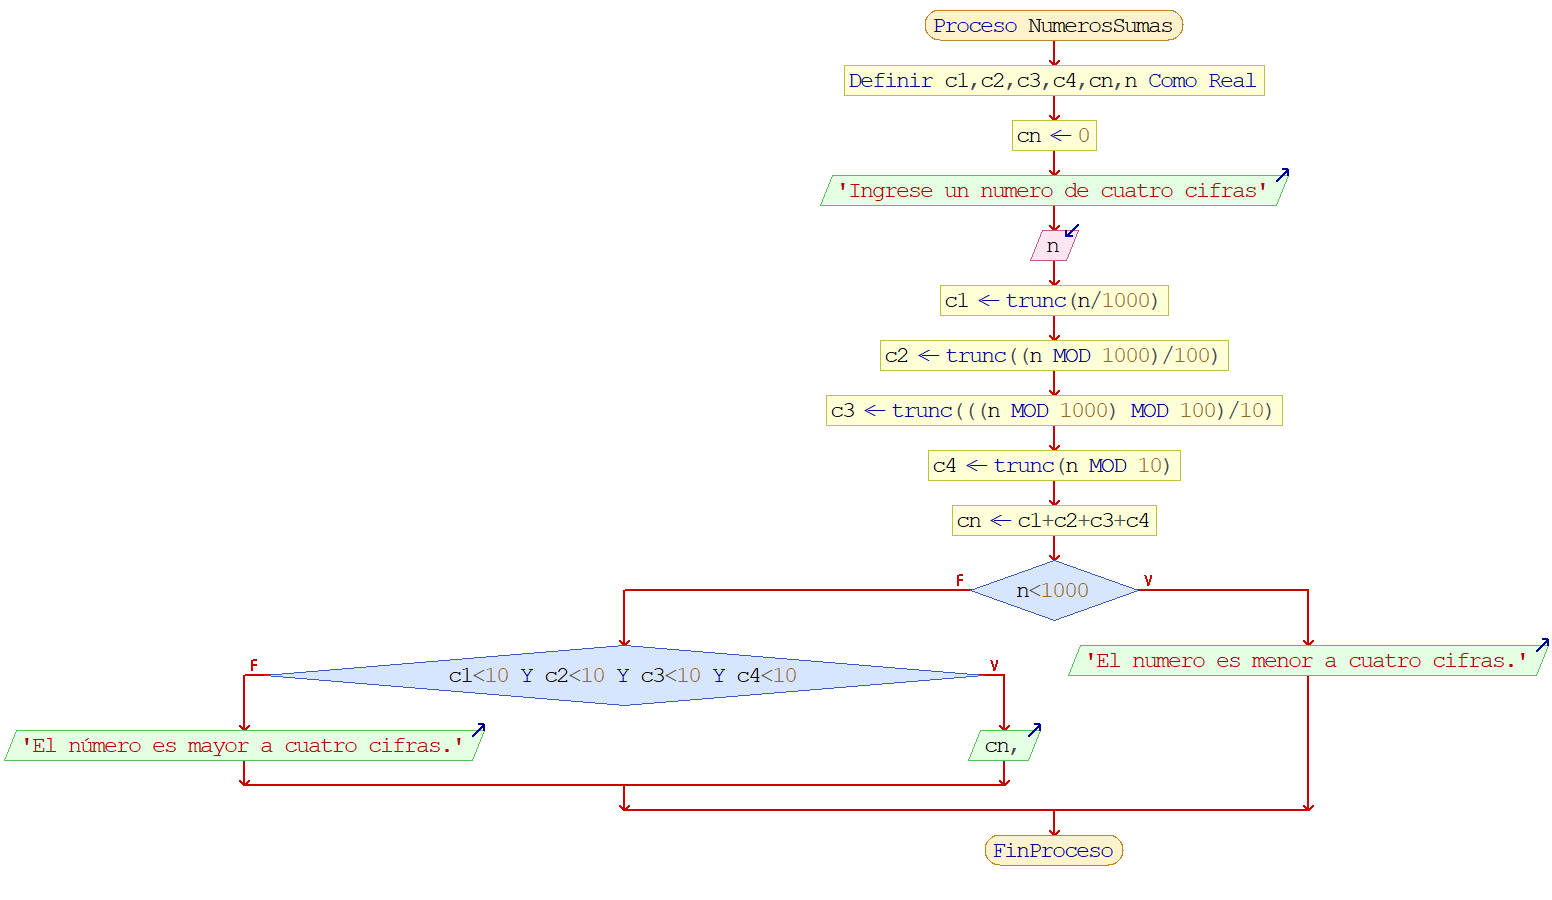 Proceso NumerosSumas
Definir c1,c2,c3,c4,cn,n Como Real
cn ← 0
'Ingrese un numero de cuatro cifras'
n
c1 ← trunc(n/1000)
c2 ← trunc((n MOD 1000)/100)
c3 ← trunc(((n MOD 1000) MOD 100)/10)
c4 ← trunc(n MOD 10)
cn ← c1+c2+c3+c4
F
n<1000
V
F
c1<10 Y c2<10 Y c3<10 Y c4<10
V
'El numero es menor a cuatro cifras.'
'El número es mayor a cuatro cifras.'
cn,
FinProceso